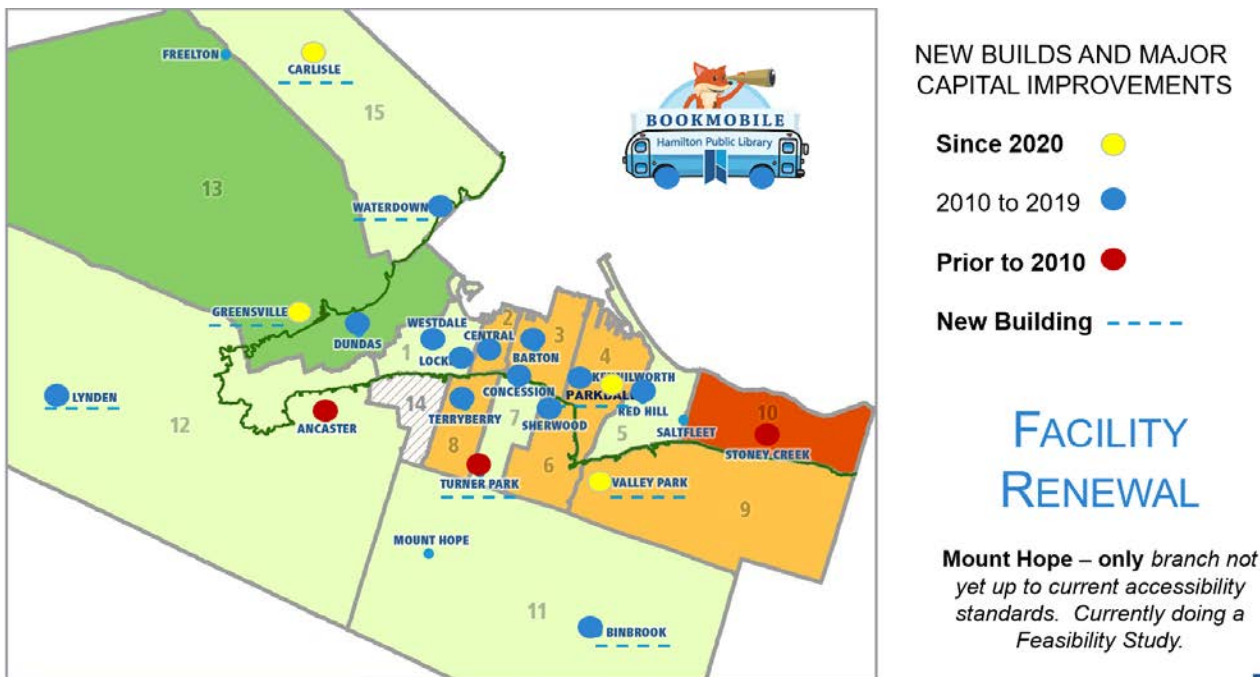 FREELTON
CARLISLE
15
BOOKMOBILE
Hamilton Public Library
13
WATERDOWN
GREENSVILLE
DUNDAS
WESTDALE
1
LOCKE
2
CENTRAL
3
BARTON
4
KENILWORTH
PARKDALE
RED HILL
CONCESSION
LYNDEN
12
ANCASTER
14
TERRYBERRY
7
SHERWOOD
5
SALTFLEET
10
STONEY CREEK
8
6
TURNER PARK
VALLEY PARK
9
MOUNT HOPE
11
BINBROOK
NEW BUILDS AND MAJOR
CAPITAL IMPROVEMENTS
Since 2020
2010 to 2019
Prior to 2010
New Building
FACILITY
RENEWAL
Mount Hope – only branch not
yet up to current accessibility
standards. Currently doing a
Feasibility Study.